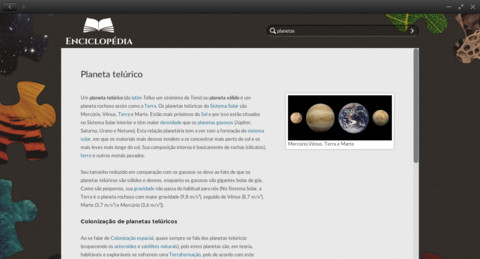 ENCICLOPÉDIA
planetas
Planeta telúrico
Um planeta telúrico (do latim Tellus um sinónimo de Terra) ou planeta sólido é um
planeta rochoso assim como a Terra. Os planetas telúricos do Sistema Solar são
Mercúrio, Vénus, Terra e Marte. Estão mais próximos do Sol e por isso estão situados
no Sistema Solar interior e têm maior densidade que os planetas gasosos (Júpiter,
Saturno, Urano e Netuno). Esta relação planetária tem a ver com a formação do sistema
solar, em que os materiais mais densos tendem a se concentrar mais perto do sol e os
mais leves mais longe do sol. Sua composição interna é basicamente de rochas (silicatos),
ferro e outros metais pesados.
Mercúrio,Vénus, Terra e Marte
Seu tamanho reduzido em comparação com os gasosos se deve ao fato de que os
planetas telúricos são sólidos e densos, enquanto os gasosos são gigantes bolas de gás.
Como são pequenos, sua gravidade não passa do habitual para nós (No Sistema Solar, a
Terra é o planeta rochoso com maior gravidade (9,8 m/s²), seguido de Vênus (8,7 m/s²),
Marte (3,7 m/s²) e Mercúrio (3,6 m/s²)).
Colonização de planetas telúricos
Ao se falar de Colonização espacial, quase sempre se fala dos planetas telúricos
(esquecendo os asteroides e satélites naturais), pois estes planetas são, em teoria,
habitáveis e exploráveis se sofrerem uma Terraformação, pois de acordo com este